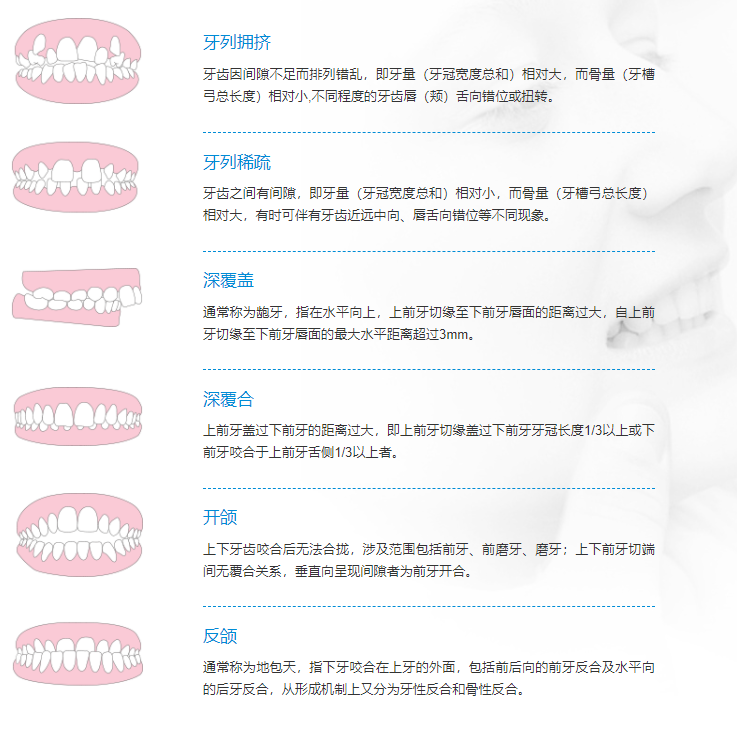 牙列拥挤
牙齿因间隙不足而排列错乱，即牙量（牙冠宽度总和）相对大，而骨量（牙槽
弓总长度）相对小,不同程度的牙齿唇（颊）舌向错位或扭转。
牙列稀疏
牙齿之间有间隙，即牙量（牙冠宽度总和）相对小，而骨量（牙槽弓总长度）
相对大，有时可伴有牙齿近远中向、唇舌向错位等不同现象。
深覆盖
通常称为龅牙，指在水平向上，上前牙切缘至下前牙唇面的距离过大，自上前
牙切缘至下前牙唇面的最大水平距离超过3mm。
深覆合
上前牙盖过下前牙的距离过大，即上前牙切缘盖过下前牙牙冠长度1/3以上或下
前牙咬合于上前牙舌侧1/3以上者。
开颌
上下牙齿咬合后无法合拢，涉及范围包括前牙、前磨牙、磨牙；上下前牙切端
间无覆合关系，垂直向呈现间隙者为前牙开合。
反颌
通常称为地包天，指下牙咬合在上牙的外面，包括前后向的前牙反合及水平向
的后牙反合，从形成机制上又分为牙性反合和骨性反合。